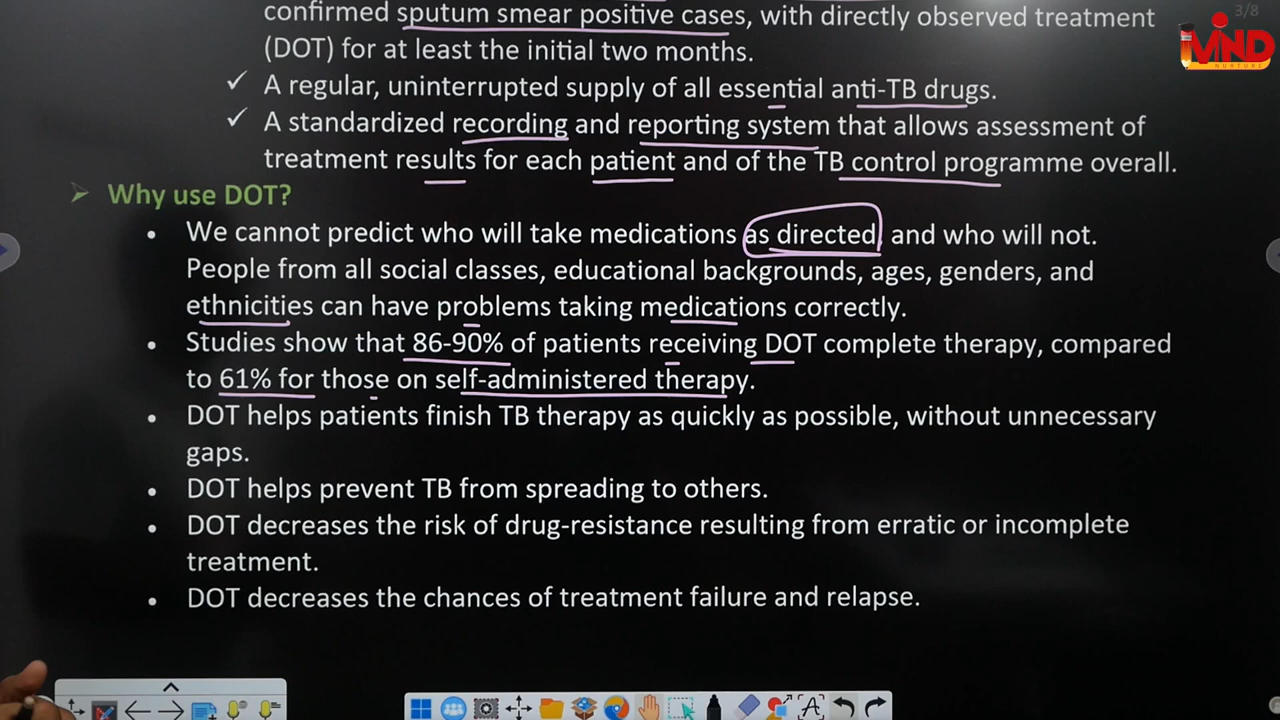 3/8
MIND
NURTURE
confirmed sputum smear positive cases, with directly observed treatment
(DOT) for at least the initial two months.
✓ A regular, uninterrupted supply of all essential anti-TB drugs.
✓ A standardized recording and reporting system that allows assessment of
treatment results for each patient and of the TB control programme overall.
➢ Why use DOT?
• We cannot predict who will take medications as directed, and who will not.
People from all social classes, educational backgrounds, ages, genders, and
ethnicities can have problems taking medications correctly.
• Studies show that 86-90% of patients receiving DOT complete therapy, compared
to 61% for those on self-administered therapy.
• DOT helps patients finish TB therapy as quickly as possible, without unnecessary
gaps.
• DOT helps prevent TB from spreading to others.
• DOT decreases the risk of drug-resistance resulting from erratic or incomplete
treatment.
• DOT decreases the chances of treatment failure and relapse.